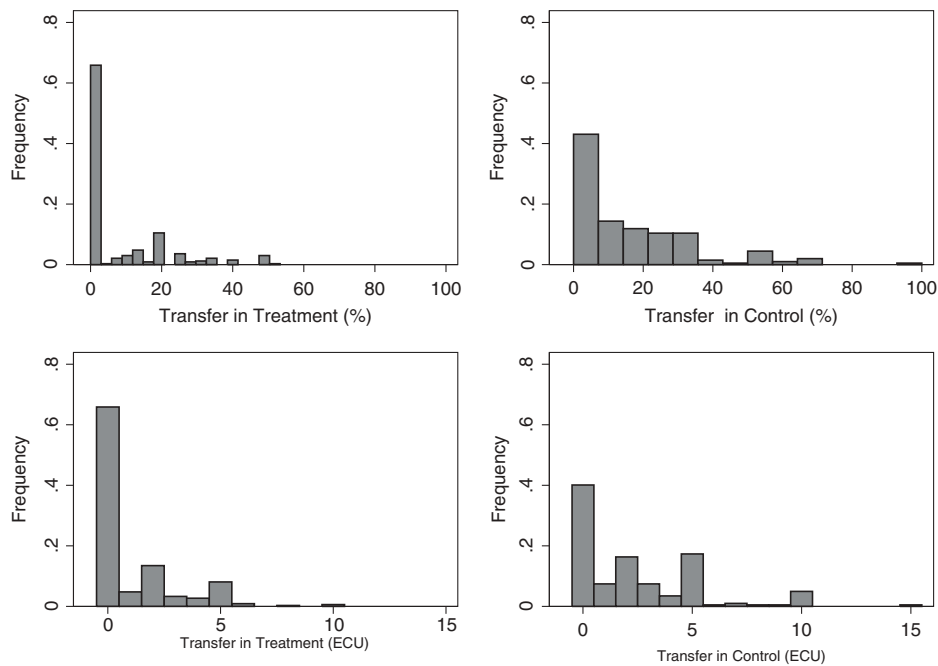 .8
.6
.4
.2
0
Frequency
0 20 40 60 80 100
Transfer in Treatment (%)
.8
.6
.4
.2
0
Frequency
0 20 40 60 80 100
Transfer in Control (%)
.8
.6
.4
.2
0
Frequency
0 5 10 15
Transfer in Treatment (ECU)
.8
.6
.4
.2
0
Frequency
0 5 10 15
Transfer in Control (ECU)